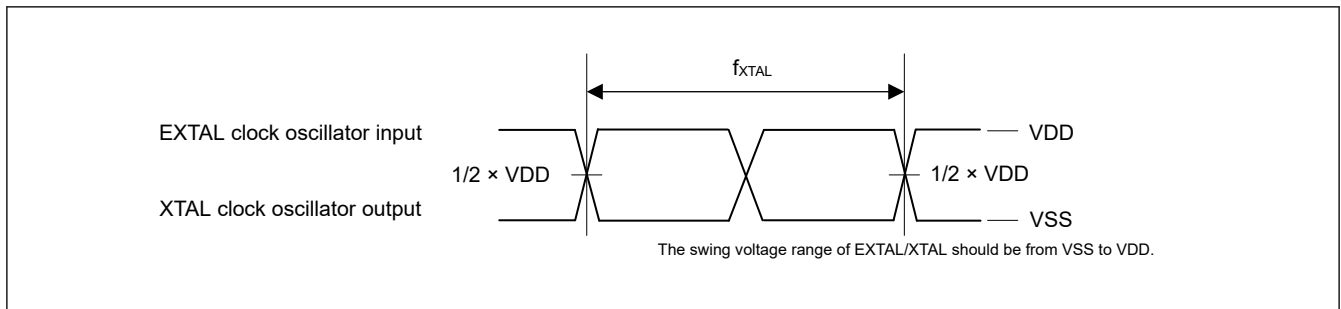 fXTAL
EXTAL clock oscillator input
VDD
1/2 × VDD
1/2 × VDD
XTAL clock oscillator output
VSS
The swing voltage range of EXTAL/XTAL should be from VSS to VDD.